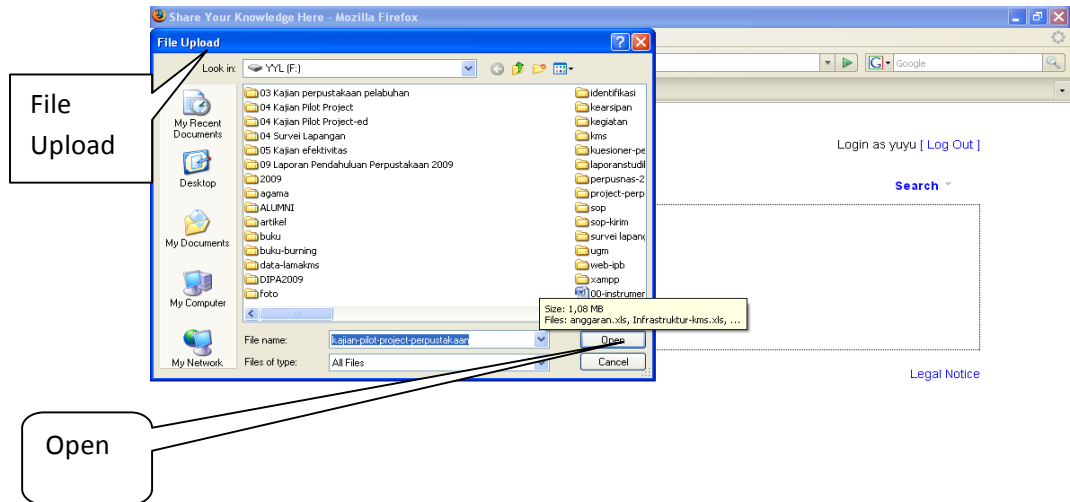 Share Your Knowledge Here - Mozilla Firefox
File Upload
Look in: YYL (F:)
Google
File
Upload
My Recent
Documents
Desktop
My Documents
My Computer
My Network
03 Kajian perpustakaan pelabuhan
04 Kajian Pilot Project
04 Kajian Pilot Project-ed
04 Survei Lapangan
05 Kajian efektivitas
09 Laporan Pendahuluan Perpustakaan 2009
2009
agama
ALUMNI
artikel
buku
buku-burning
data-lamakms
DIPA2009
foto
identifikasi
kearsipan
kegiatan
kms
kuesioner-pe
laporanstudil
perpusnas-2
project-perp
sop
sop-kirim
survei lapang
ugm
web-ipb
xampp
00-instrumer
Size: 1,08 MB
Files: anggaran.xls, Infrastruktur-kms.xls, ...
File name: kajian-pilot-project-perpustakaan Open
Files of type: All Files Cancel
Login as yuyu [ Log Out ]
Search
Legal Notice
Open